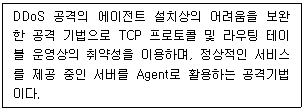 DDoS 공격의 에이전트 설치상의 어려움을 보완
한 공격 기법으로 TCP 프로토콜 및 라우팅 테이
블 운영상의 취약성을 이용하며, 정상적인 서비스
를 제공 중인 서버를 Agent로 활용하는 공격기법
이다.